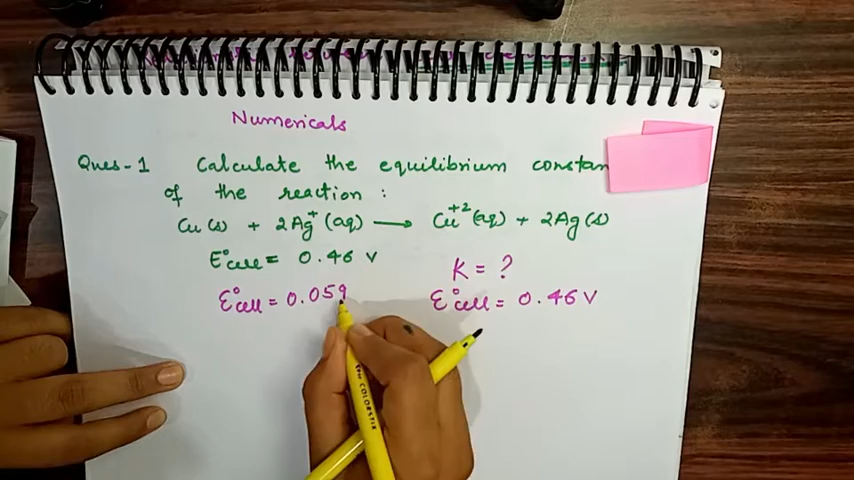 Numericals
Ques-1 Calculate the equilibrium constan
of the reaction :
Cu(s) + 2Ag⁺(aq) → Cu⁺²(aq) + 2Ag(s)
E°cell = 0.46 V
K = ?
E°cell = 0.059
E°cell = 0.46 V
COLORSTIX